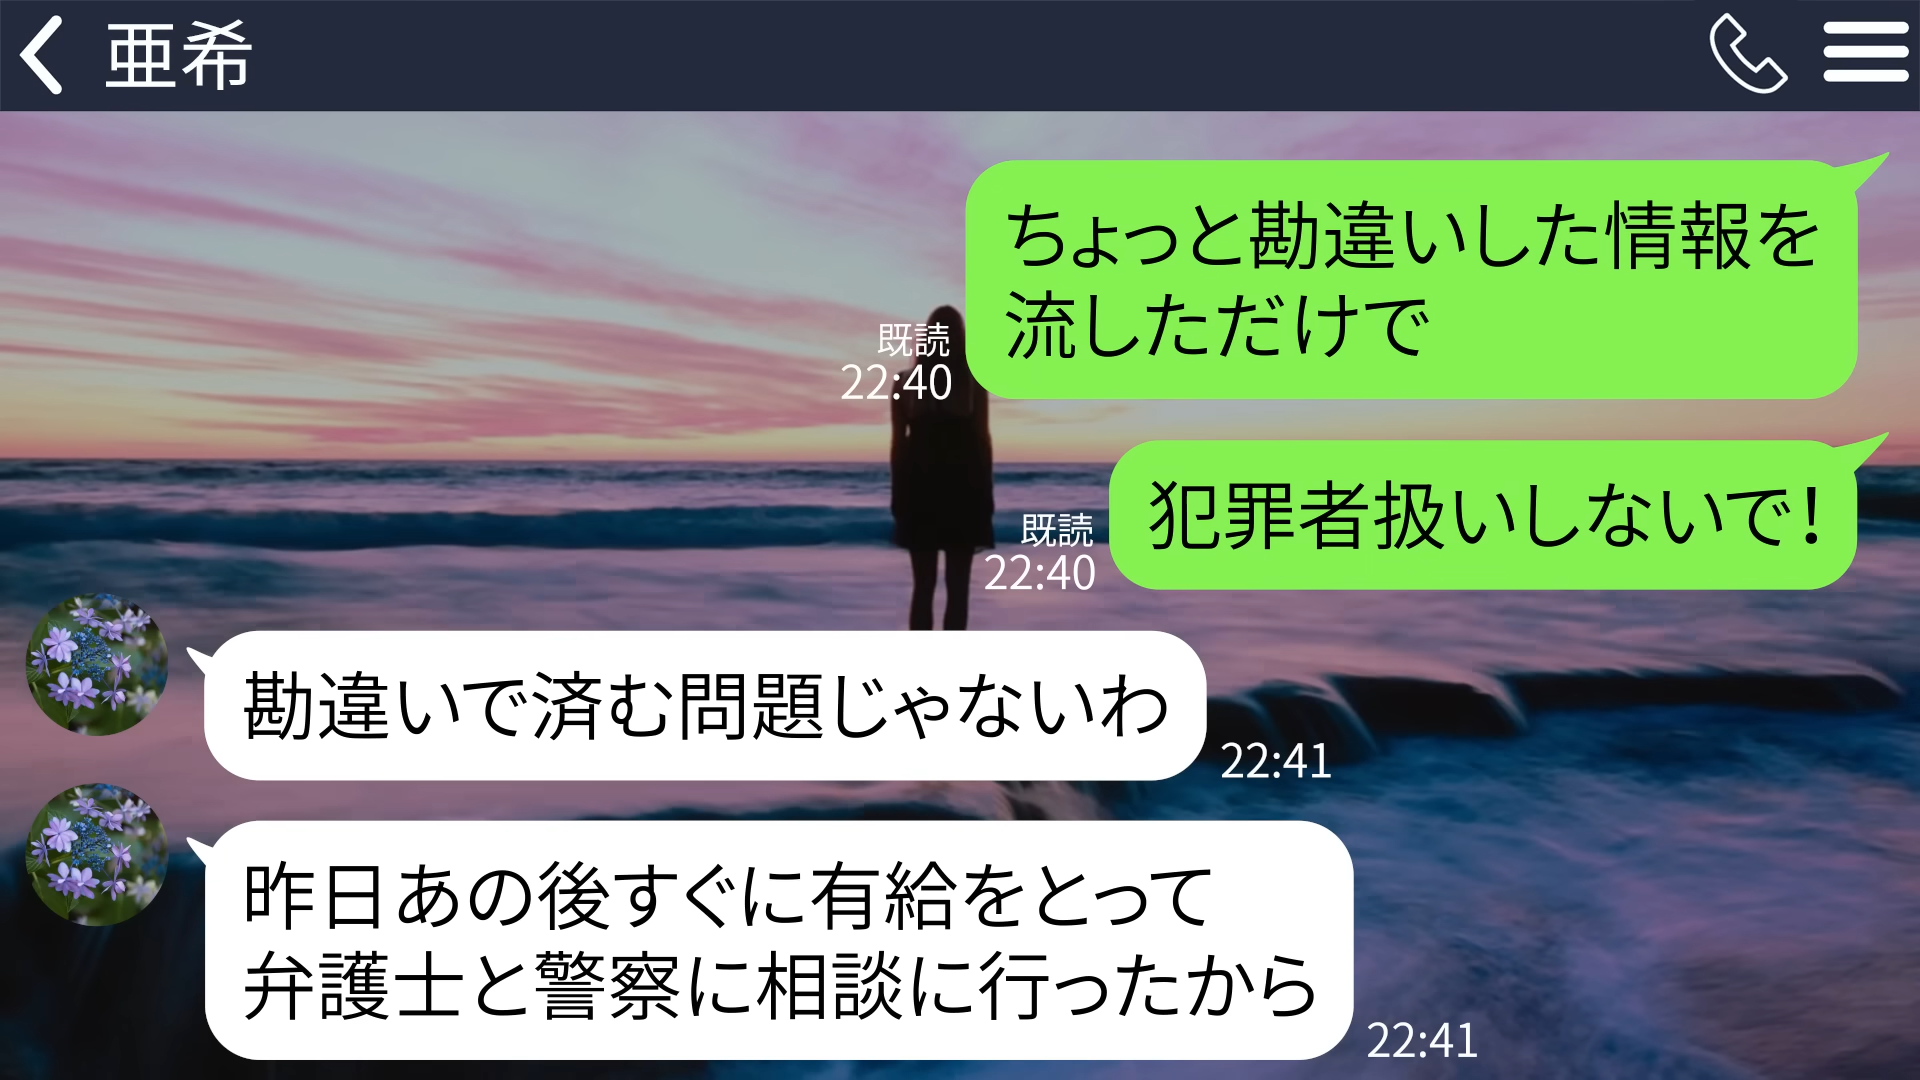 亜希
ちょっと勘違いした情報を
流しただけで
既読
22:40
犯罪者扱いしないで！
既読
22:40
勘違いで済む問題じゃないわ
22:41
昨日あの後すぐに有給をとって
弁護士と警察に相談に行ったから
22:41